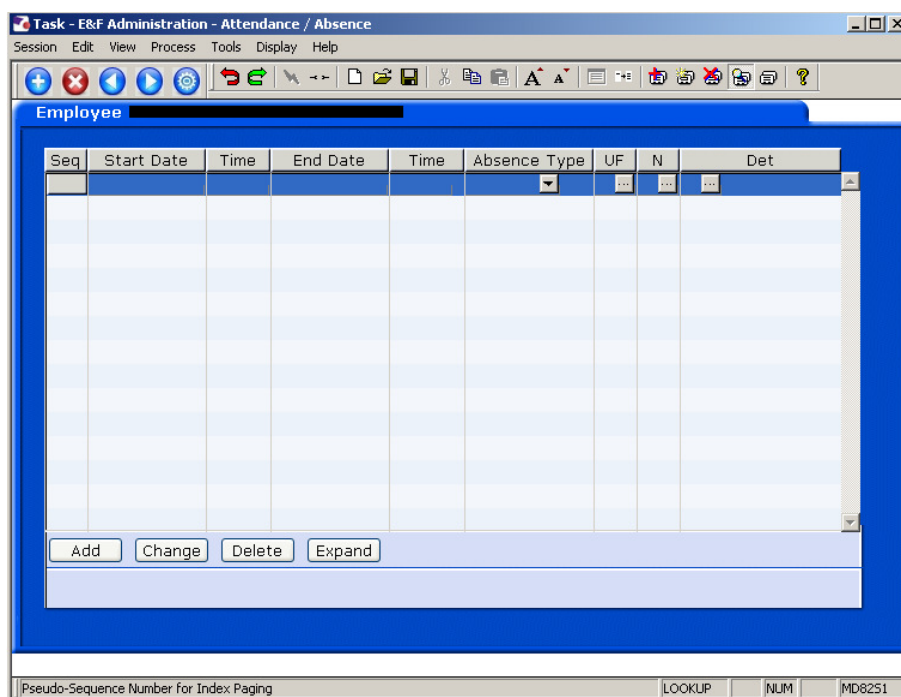 Task - E&F Administration - Attendance / Absence
Session Edit View Process Tools Display Help
A A ?
Employee
Seq Start Date Time End Date Time Absence Type UF N Det
Add Change Delete Expand
Pseudo-Sequence Number for Index Paging LOOKUP NUM MD82S1